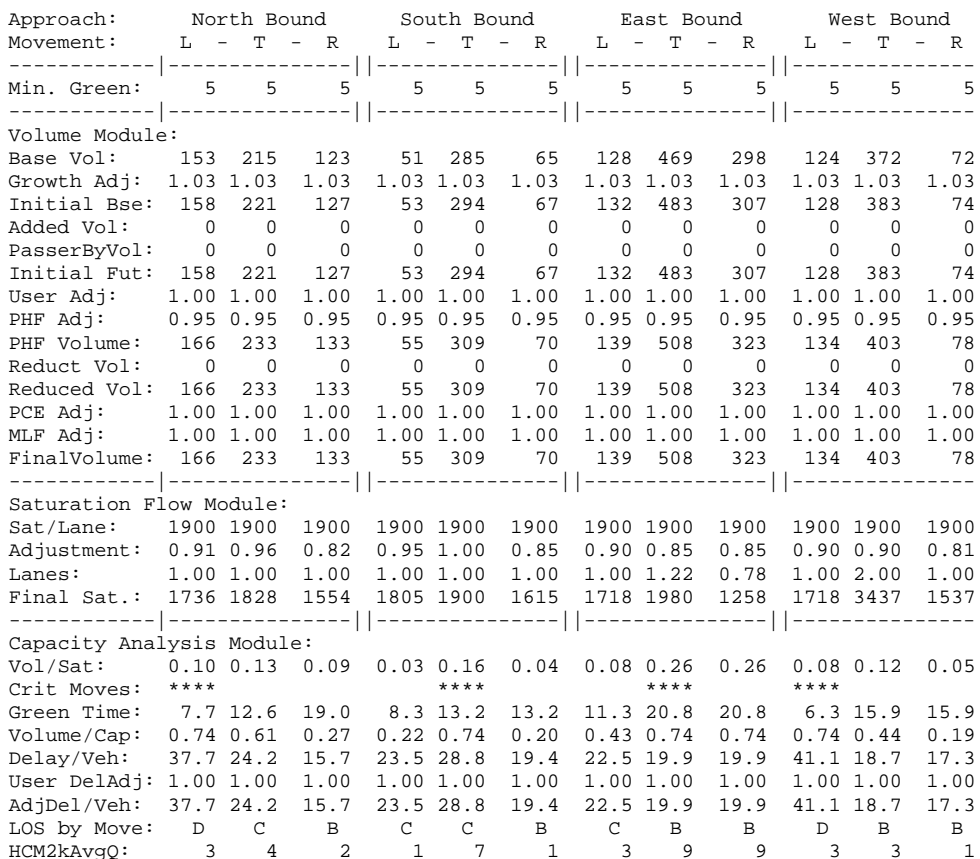 Approach:      North Bound      South Bound       East Bound       West Bound
Movement:     L  -  T  -  R    L  -  T  -  R    L  -  T  -  R    L  -  T  -  R
------------|---------------||---------------||---------------||---------------
Min. Green:     5    5     5     5    5     5     5    5     5     5    5     5
------------|---------------||---------------||---------------||---------------
Volume Module:
Base Vol:     153  215   123    51  285    65   128  469   298   124  372    72
Growth Adj:  1.03 1.03  1.03  1.03 1.03  1.03  1.03 1.03  1.03  1.03 1.03  1.03
Initial Bse:  158  221   127    53  294    67   132  483   307   128  383    74
Added Vol:      0    0     0     0    0     0     0    0     0     0    0     0
PasserByVol:    0    0     0     0    0     0     0    0     0     0    0     0
Initial Fut:  158  221   127    53  294    67   132  483   307   128  383    74
User Adj:    1.00 1.00  1.00  1.00 1.00  1.00  1.00 1.00  1.00  1.00 1.00  1.00
PHF Adj:     0.95 0.95  0.95  0.95 0.95  0.95  0.95 0.95  0.95  0.95 0.95  0.95
PHF Volume:   166  233   133    55  309    70   139  508   323   134  403    78
Reduct Vol:     0    0     0     0    0     0     0    0     0     0    0     0
Reduced Vol:  166  233   133    55  309    70   139  508   323   134  403    78
PCE Adj:     1.00 1.00  1.00  1.00 1.00  1.00  1.00 1.00  1.00  1.00 1.00  1.00
MLF Adj:     1.00 1.00  1.00  1.00 1.00  1.00  1.00 1.00  1.00  1.00 1.00  1.00
FinalVolume:  166  233   133    55  309    70   139  508   323   134  403    78
------------|---------------||---------------||---------------||---------------
Saturation Flow Module:
Sat/Lane:    1900 1900  1900  1900 1900  1900  1900 1900  1900  1900 1900  1900
Adjustment:  0.91 0.96  0.82  0.95 1.00  0.85  0.90 0.85  0.85  0.90 0.90  0.81
Lanes:       1.00 1.00  1.00  1.00 1.00  1.00  1.00 1.22  0.78  1.00 2.00  1.00
Final Sat.:  1736 1828  1554  1805 1900  1615  1718 1980  1258  1718 3437  1537
------------|---------------||---------------||---------------||---------------
Capacity Analysis Module:
Vol/Sat:     0.10 0.13  0.09  0.03 0.16  0.04  0.08 0.26  0.26  0.08 0.12  0.05
Crit Moves:  ****                  ****             ****        ****
Green Time:   7.7 12.6  19.0   8.3 13.2  13.2  11.3 20.8  20.8   6.3 15.9  15.9
Volume/Cap:  0.74 0.61  0.27  0.22 0.74  0.20  0.43 0.74  0.74  0.74 0.44  0.19
Delay/Veh:   37.7 24.2  15.7  23.5 28.8  19.4  22.5 19.9  19.9  41.1 18.7  17.3
User DelAdj: 1.00 1.00  1.00  1.00 1.00  1.00  1.00 1.00  1.00  1.00 1.00  1.00
AdjDel/Veh:  37.7 24.2  15.7  23.5 28.8  19.4  22.5 19.9  19.9  41.1 18.7  17.3
LOS by Move:   D    C     B     C    C     B     C    B     B     D    B     B
HCM2kAvgQ:      3    4     2     1    7     1     3    9     9     3    3     1